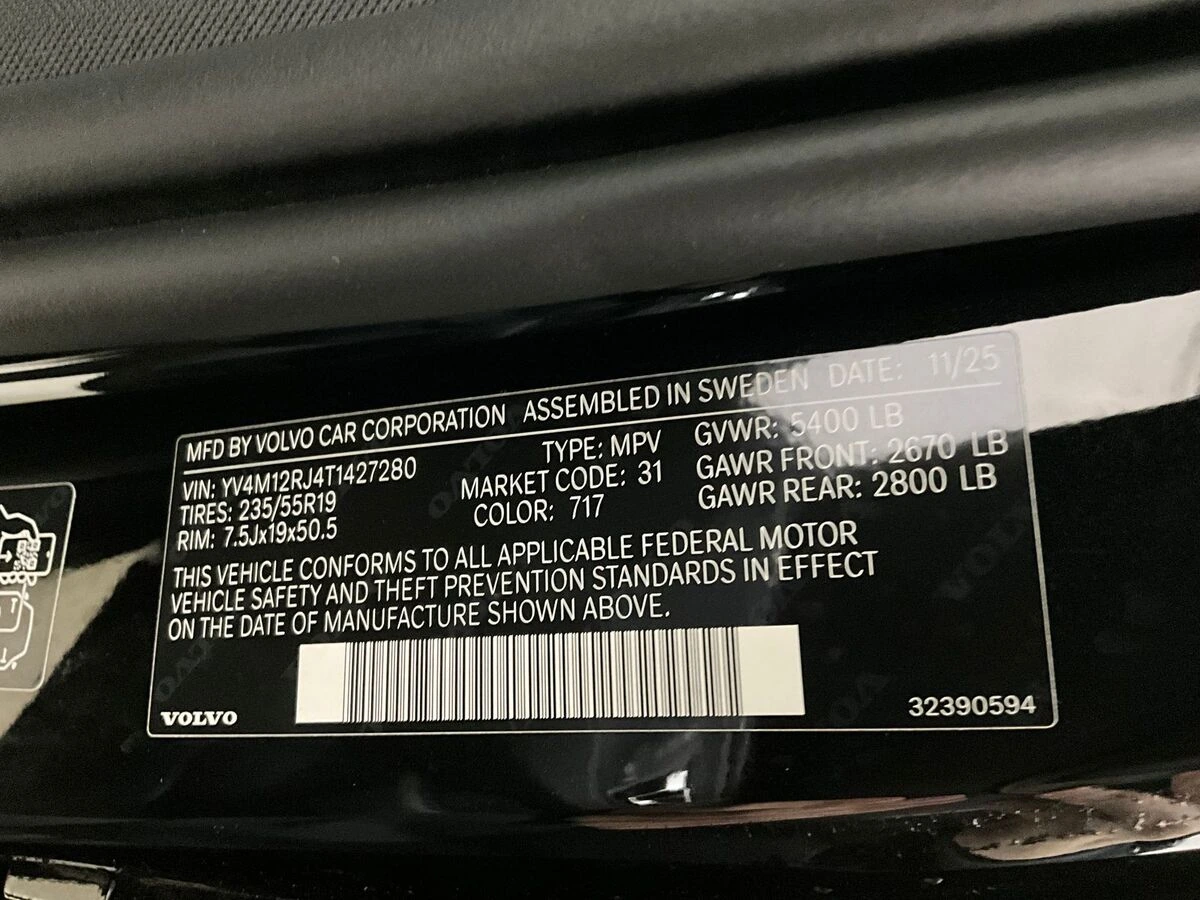 MFD BY VOLVO CAR CORPORATION ASSEMBLED IN SWEDEN DATE: 11/25
VIN: YV4M12RJ4T1427280 TYPE: MPV GVWR: 5400 LB
TIRES: 235/55R19 MARKET CODE: 31 GAWR FRONT: 2670 LB
RIM: 7.5Jx19x50.5 COLOR: 717 GAWR REAR: 2800 LB
THIS VEHICLE CONFORMS TO ALL APPLICABLE FEDERAL MOTOR
VEHICLE SAFETY AND THEFT PREVENTION STANDARDS IN EFFECT
ON THE DATE OF MANUFACTURE SHOWN ABOVE.
VOLVO 32390594